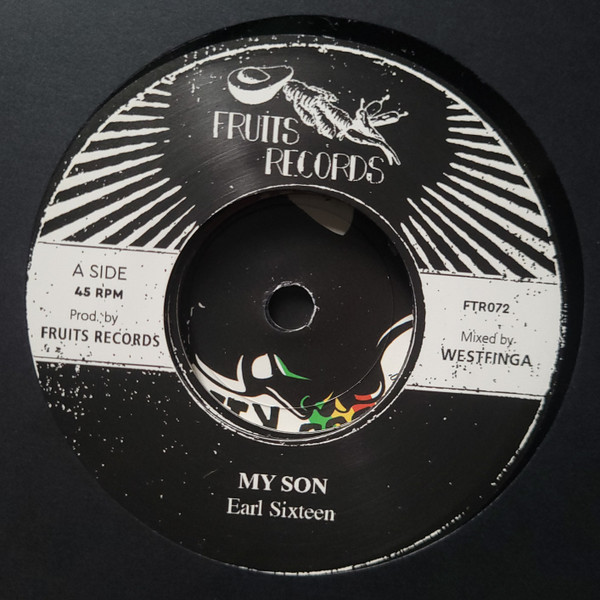 FRUITS
RECORDS
A SIDE
45 RPM
Prod. by
FRUITS RECORDS
FTR072
Mixed by
WESTFINGA
MY SON
Earl Sixteen